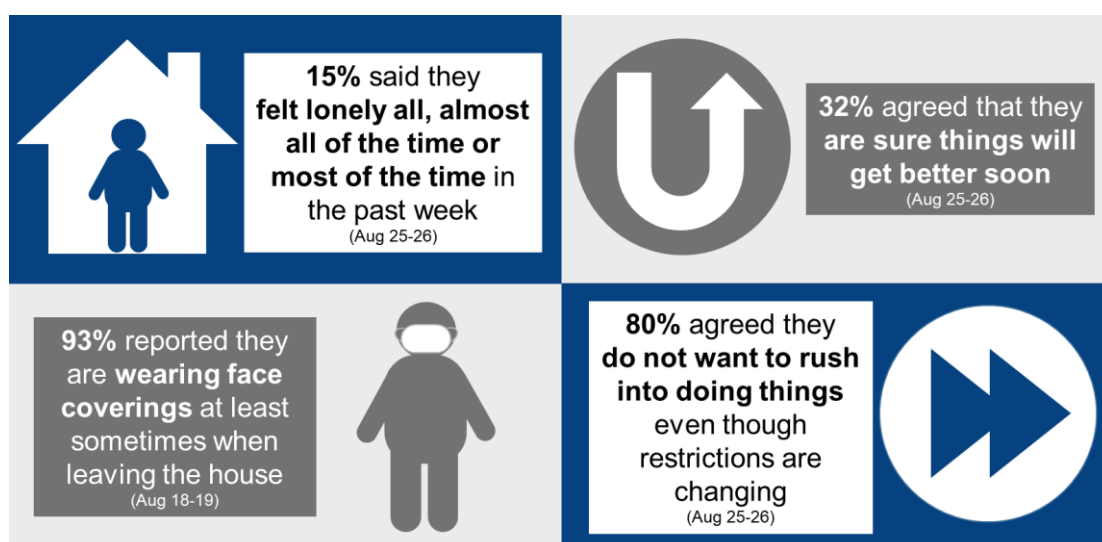 15% said they
felt lonely all, almost
all of the time or
most of the time in
the past week
(Aug 25-26)
32% agreed that they
are sure things will
get better soon
(Aug 25-26)
93% reported they
are wearing face
coverings at least
sometimes when
leaving the house
(Aug 18-19)
80% agreed they
do not want to rush
into doing things
even though
restrictions are
changing
(Aug 25-26)